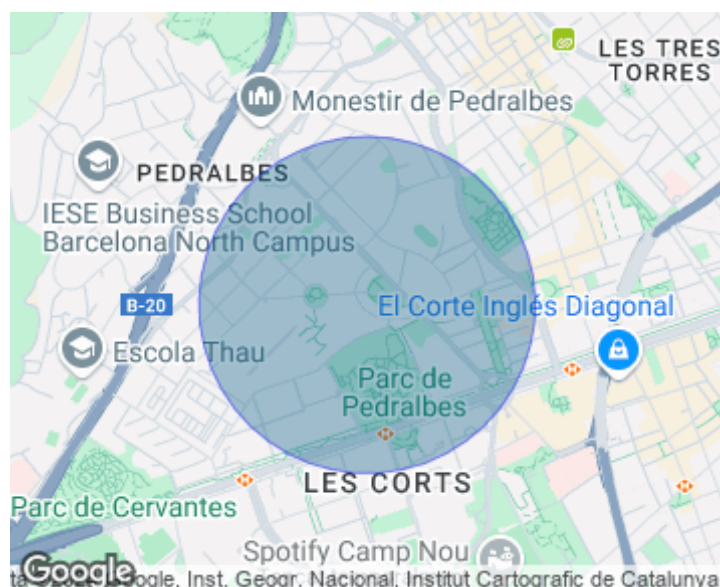 LES TRES
TORRES
Monestir de Pedralbes
PEDRALBES
IESE Business School
Barcelona North Campus
B-20
El Corte Inglés Diagonal
Escola Thau
Parc de
Pedralbes
LES CORTS
Parc de Cervantes
Spotify Camp Nou
Google
Google, Inst. Geogr. Nacional, Institut Cartografic de Catalunya